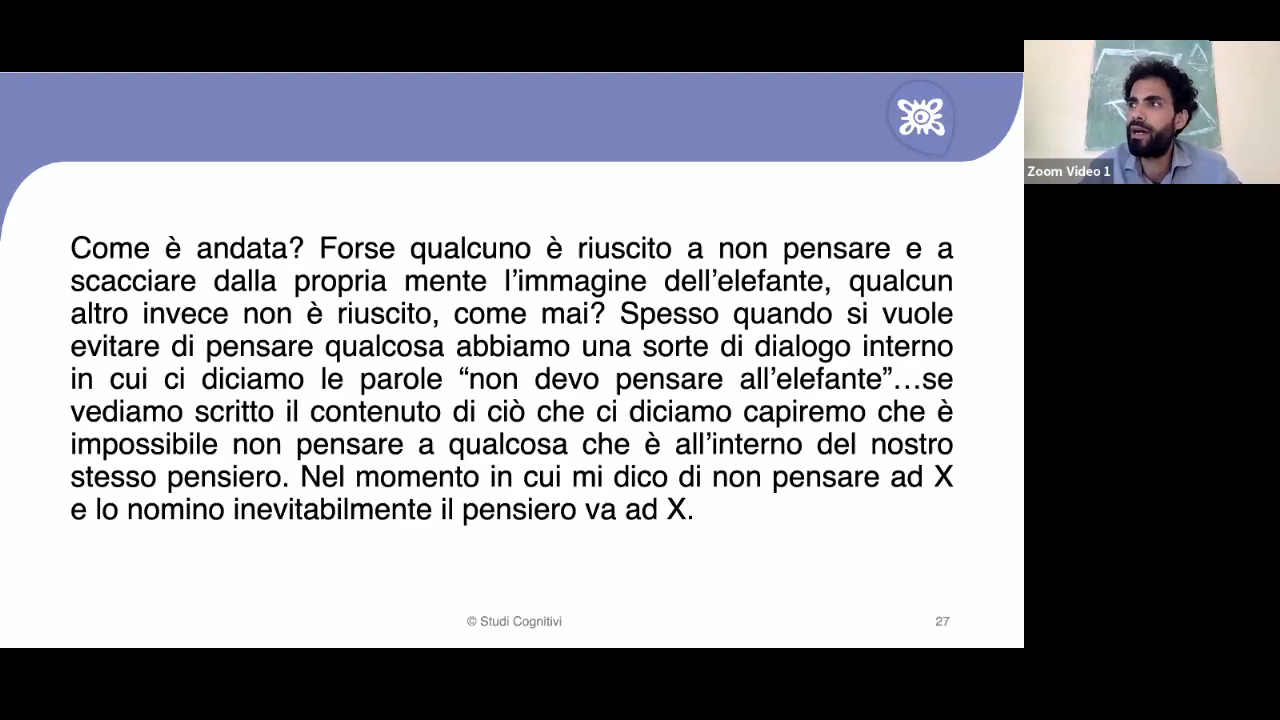 Come è andata? Forse qualcuno è riuscito a non pensare e a
scacciare dalla propria mente l’immagine dell’elefante, qualcun
altro invece non è riuscito, come mai? Spesso quando si vuole
evitare di pensare qualcosa abbiamo una sorte di dialogo interno
in cui ci diciamo le parole “non devo pensare all’elefante”…se
vediamo scritto il contenuto di ciò che ci diciamo capiremo che è
impossibile non pensare a qualcosa che è all’interno del nostro
stesso pensiero. Nel momento in cui mi dico di non pensare ad X
e lo nomino inevitabilmente il pensiero va ad X.
© Studi Cognitivi
27
Zoom Video 1